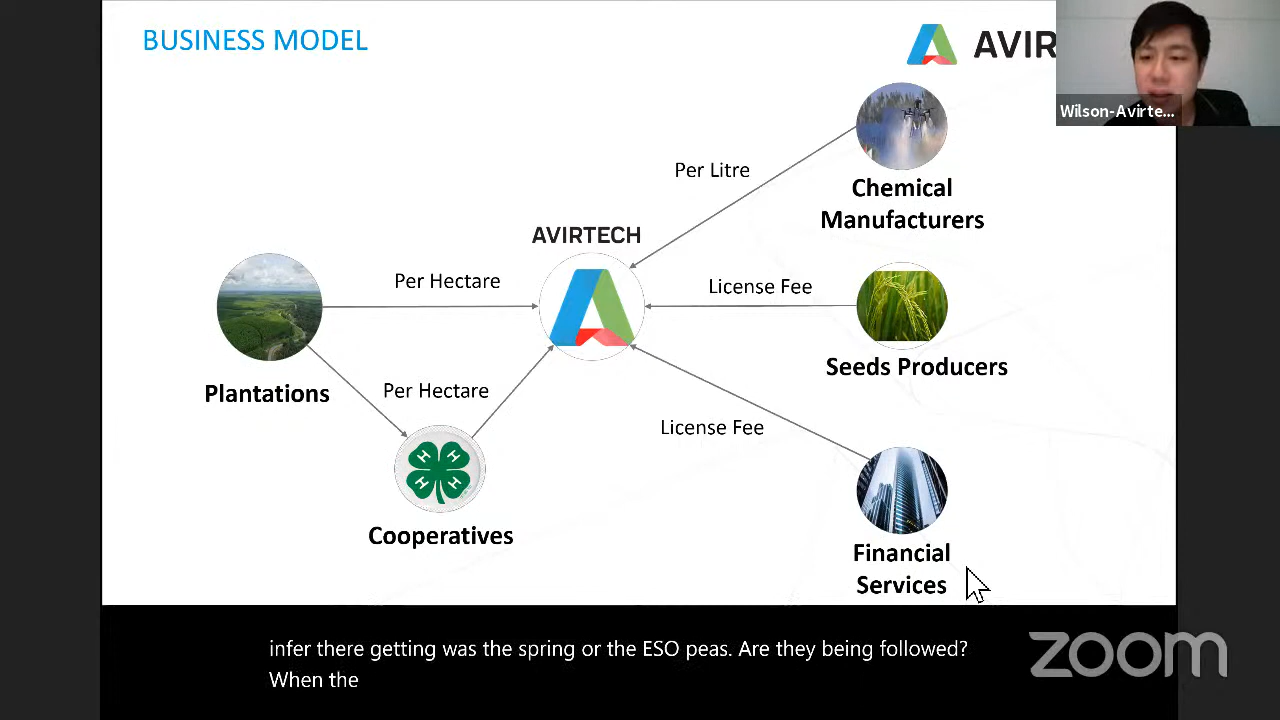 BUSINESS MODEL
AVIR
Wilson-Avirte...
Per Litre
Chemical
Manufacturers
AVIRTECH
Per Hectare
License Fee
Seeds Producers
Plantations
Per Hectare
License Fee
H H
H H
Cooperatives
Financial
Services
infer there getting was the spring or the ESO peas. Are they being followed?
When the
zoom